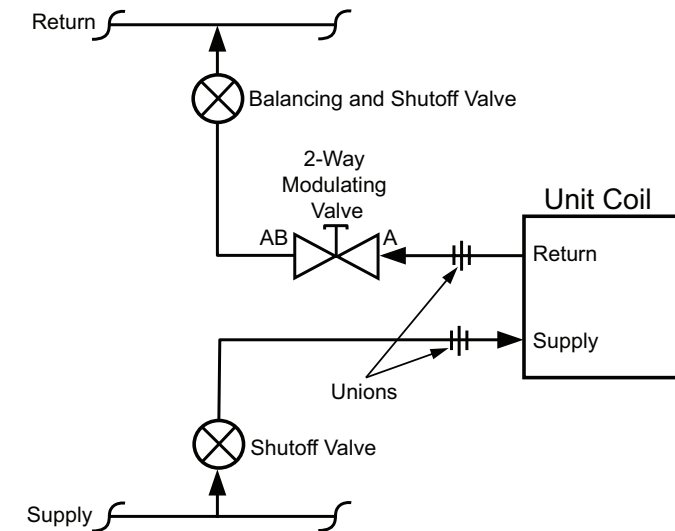 Return
Balancing and Shutoff Valve
2-Way
Modulating
Valve
AB
A
Unit Coil
Return
Supply
Unions
Shutoff Valve
Supply